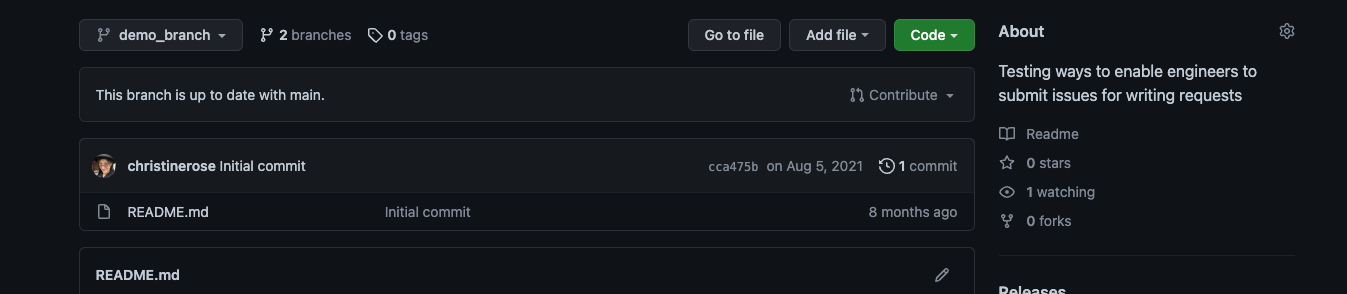 demo_branch 2 branches 0 tags Go to file Add file Code
This branch is up to date with main. Contribute
christinerose Initial commit cca475b on Aug 5, 2021 1 commit
README.md Initial commit 8 months ago
README.md
About
Testing ways to enable engineers to
submit issues for writing requests
Readme
0 stars
1 watching
0 forks
Releases